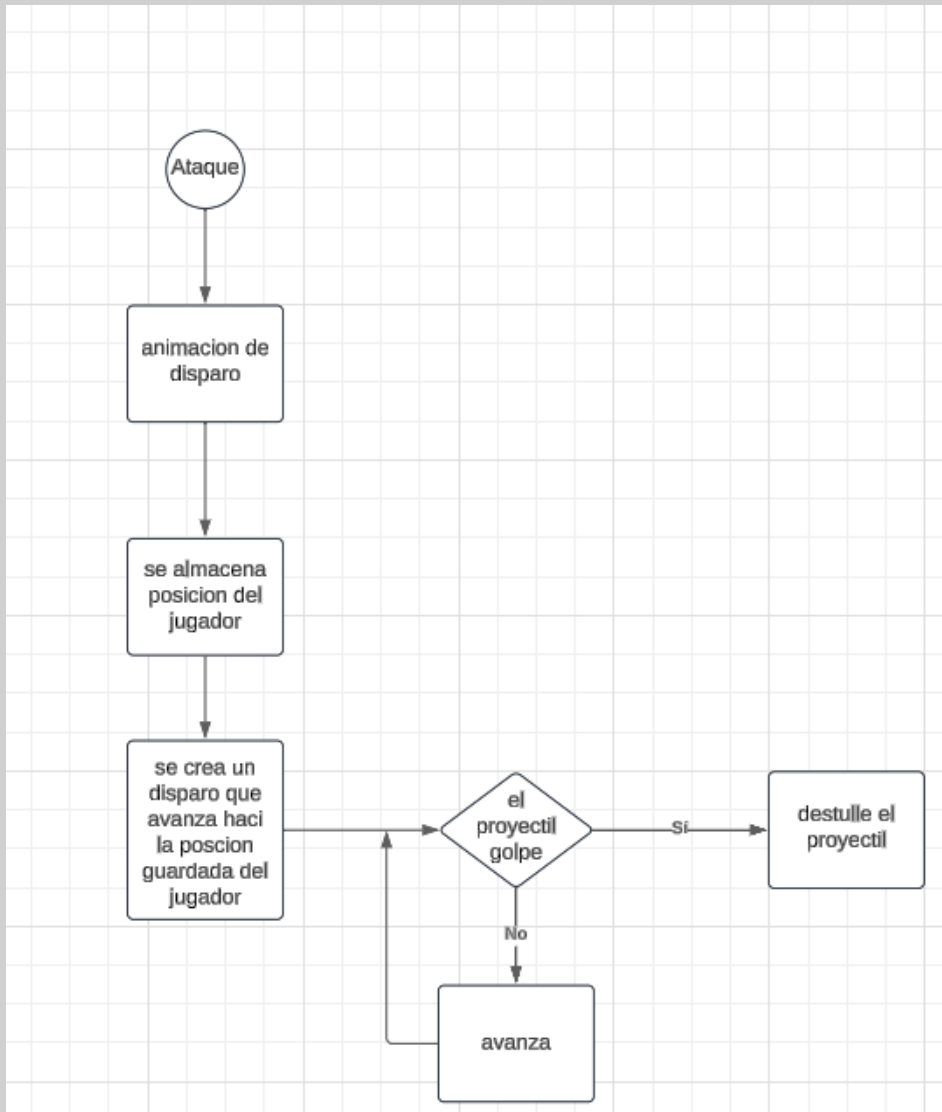 Ataque
animacion de
disparo
se almacena
posicion del
jugador
se crea un
disparo que
avanza haci
la poscion
guardada del
jugador
el
proyectil
golpe
Sí
destulle el
proyectil
No
avanza